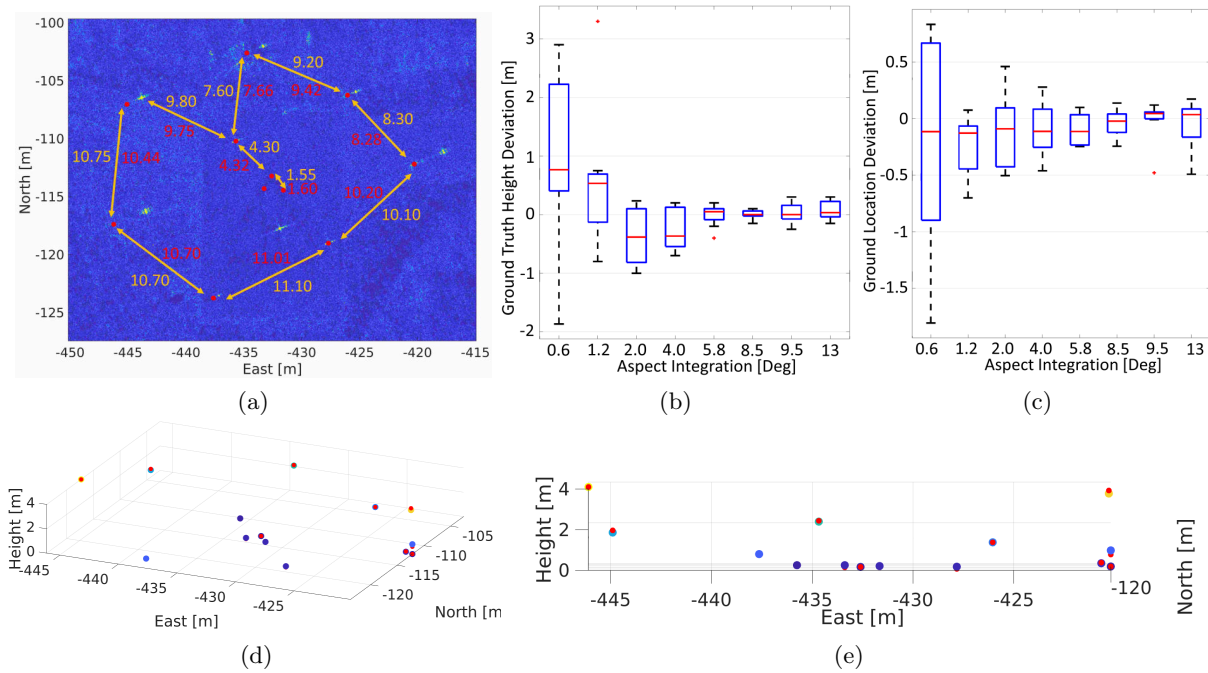 -100
-105
-110
-115
-120
-125
North [m]
9.20
7.60
7.66
9.42
9.80
9.75
8.30
8.28
4.30
4.32
10.75
10.44
1.55
1.60
10.20
10.10
10.70
10.70
11.01
11.10
-450 -445 -440 -435 -430 -425 -420 -415
East [m]
(a)
Ground Truth Height Deviation [m]
3
2
1
0
-1
-2
0.6 1.2 2.0 4.0 5.8 8.5 9.5 13
Aspect Integration [Deg]
(b)
Ground Location Deviation [m]
0.5
0
-0.5
-1
-1.5
0.6 1.2 2.0 4.0 5.8 8.5 9.5 13
Aspect Integration [Deg]
(c)
Height [m]
4
2
0
-445
-440
-435
-430
-425
East [m]
-105
-110
-115
-120
North [m
(d)
Height [m]
4
2
0
-445 -440 -435 -430 -425
-120
East [m]
North [m]
(e)